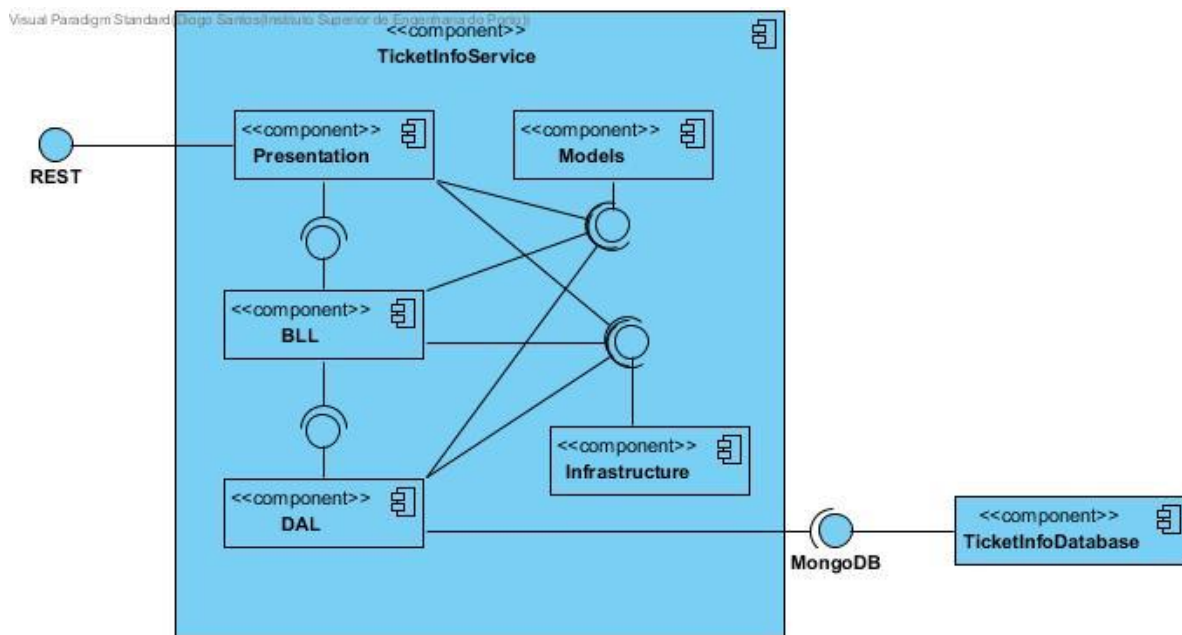 Visual Paradigm Standard(Diogo Santos(Instituto Superior de Engenharia do Porto))
<<component>>
TicketInfoService
<<component>>
Presentation
<<component>>
Models
REST
<<component>>
BLL
<<component>>
Infrastructure
<<component>>
DAL
MongoDB
<<component>>
TicketInfoDatabase